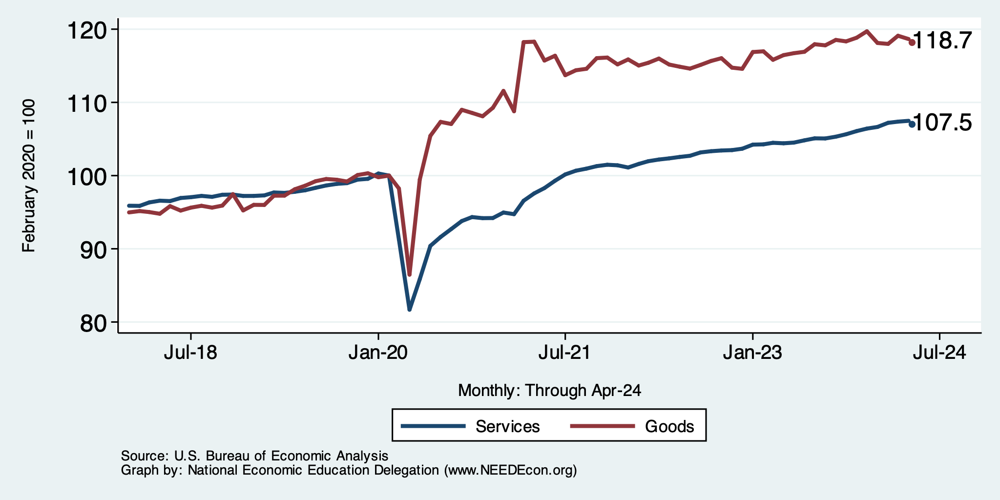 120
110
100
90
80
February 2020 = 100
118.7
107.5
Jul-18
Jan-20
Jul-21
Jan-23
Jul-24
Monthly: Through Apr-24
Services
Goods
Source: U.S. Bureau of Economic Analysis
Graph by: National Economic Education Delegation (www.NEEDEcon.org)